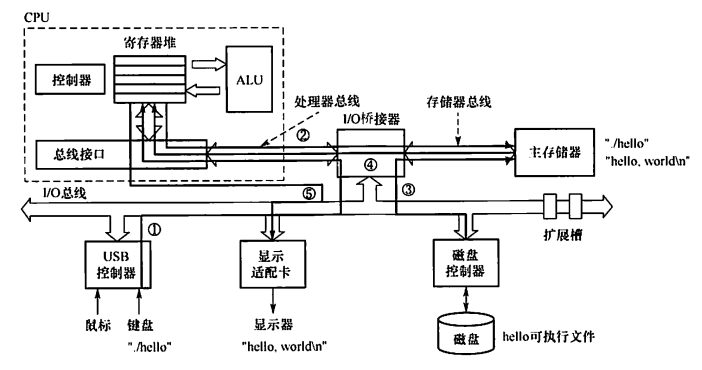 CPU
寄存器堆
控制器
ALU
处理器总线
I/O桥接器
存储器总线
②
总线接口
主存储器
"./hello"
"hello, world\n"
④
I/O总线
⑤
③
①
扩展槽
USB
控制器
显示
适配卡
磁盘
控制器
鼠标
键盘
"./hello"
显示器
"hello, world\n"
磁盘
hello可执行文件